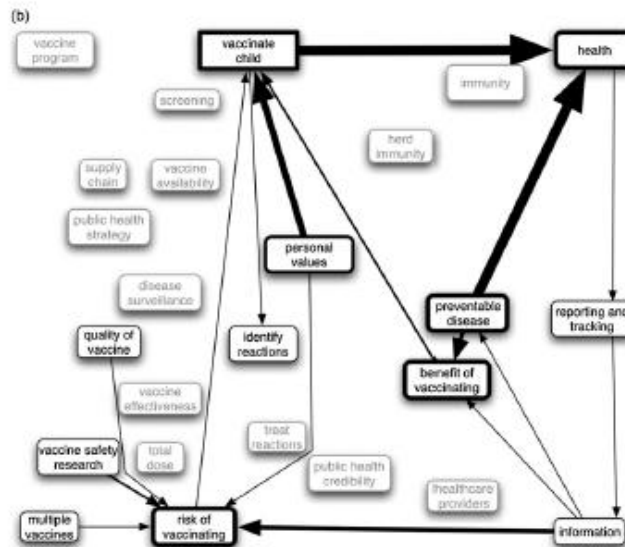 (b)
vaccine
program
vaccinate
child
health
immunity
screening
herd
immunity
supply
chain
vaccine
availability
public health
strategy
personal
values
disease
surveillance
preventable
disease
reporting and
tracking
quality of
vaccine
identify
reactions
benefit of
vaccinating
vaccine
effectiveness
treat
reactions
vaccine safety
research
total
dose
public health
credibility
healthcare
providers
multiple
vaccines
risk of
vaccinating
information